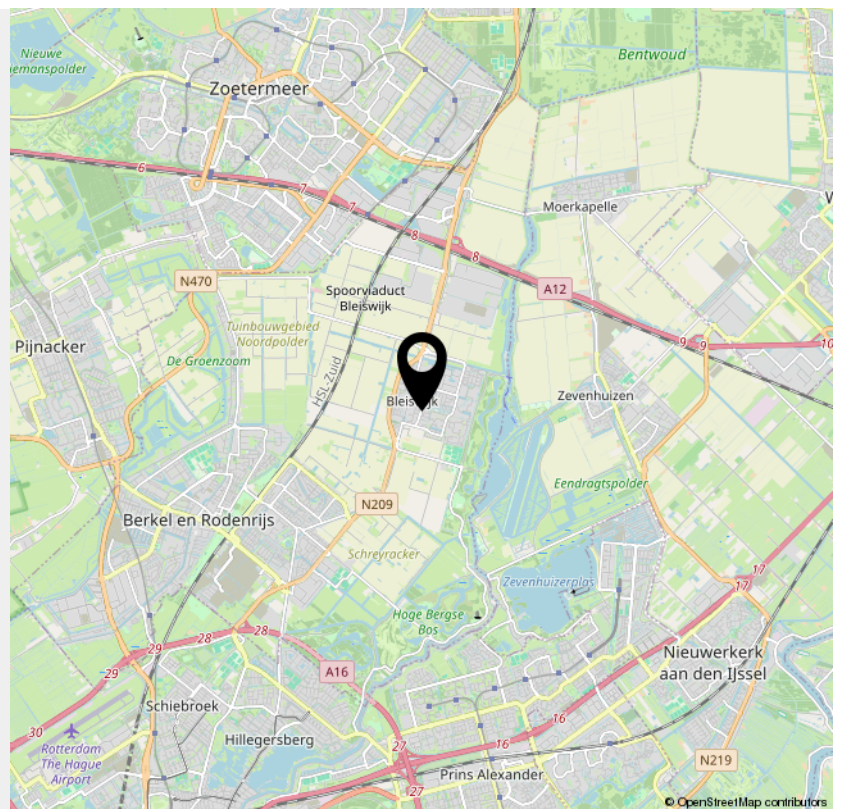 Nieuwe
Bentwoud
Zoetermeer
6
7
7
Moerkapelle
8
8
N470
Spoorviaduct
Bleiswijk
A12
Tuinbouwgebied
Noordpolder
Pijnacker
De Groenzoom
9
9
10
HSL-Zuid
Zevenhuizen
Eendragtspolder
N209
Berkel en Rodenrijs
Schreyracker
17
17
Zevenhuizerplas
Hoge Bergse
Bos
28
28
29
29
A16
Nieuwerkerk
aan den IJssel
Schiebroek
30
16
16
Rotterdam
The Hague
Airport
Hillegersberg
27
27
Prins Alexander
N219
© OpenStreetMap contributors